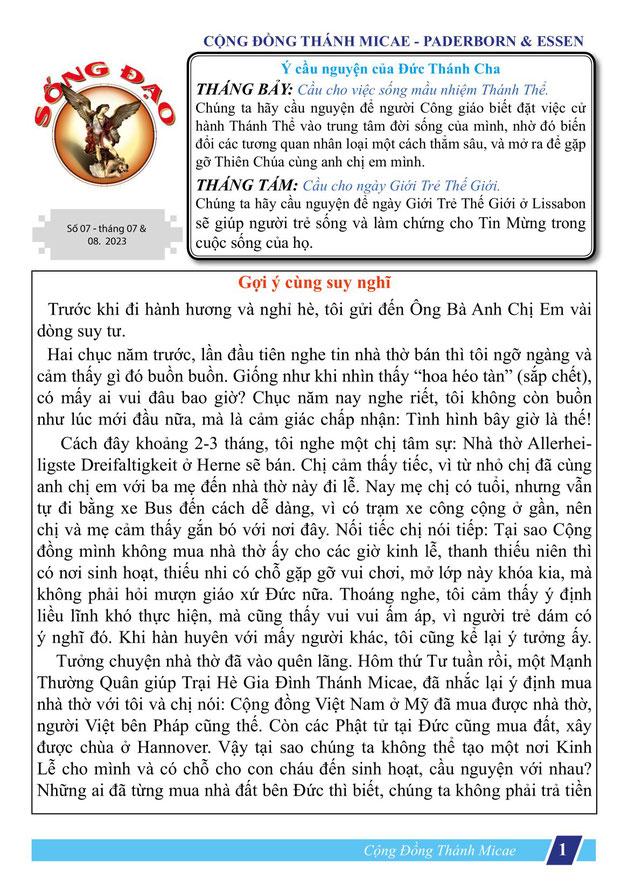 CỘNG ĐỒNG THÁNH MICAE - PADERBORN & ESSEN
SỐNG ĐẠO
Số 07 - tháng 07 &
08. 2023
Ý cầu nguyện của Đức Thánh Cha
THÁNG BẢY: Cầu cho việc sống mầu nhiệm Thánh Thể.
Chúng ta hãy cầu nguyện để người Công giáo biết đặt việc cử
hành Thánh Thể vào trung tâm đời sống của mình, nhờ đó biến
đổi các tương quan nhân loại một cách thẳm sâu, và mở ra để gặp
gỡ Thiên Chúa cùng anh chị em mình.
THÁNG TÁM: Cầu cho ngày Giới Trẻ Thế Giới.
Chúng ta hãy cầu nguyện để ngày Giới Trẻ Thế Giới ở Lissabon
sẽ giúp người trẻ sống và làm chứng cho Tin Mừng trong
cuộc sống của họ.
Gợi ý cùng suy nghĩ
Trước khi đi hành hương và nghỉ hè, tôi gửi đến Ông Bà Anh Chị Em vài
dòng suy tư.
Hai chục năm trước, lần đầu tiên nghe tin nhà thờ bán thì tôi ngỡ ngàng và
cảm thấy gì đó buồn buồn. Giống như khi nhìn thấy “hoa héo tàn” (sắp chết),
có mấy ai vui đâu bao giờ? Chục năm nay nghe riết, tôi không còn buồn
như lúc mới đầu nữa, mà là cảm giác chấp nhận: Tình hình bây giờ là thế!
Cách đây khoảng 2-3 tháng, tôi nghe một chị tâm sự: Nhà thờ Allerhei-
ligste Dreifaltigkeit ở Herne sẽ bán. Chị cảm thấy tiếc, vì từ nhỏ chị đã cùng
anh chị em với ba mẹ đến nhà thờ này đi lễ. Nay mẹ chị có tuổi, nhưng vẫn
tự đi bằng xe Bus đến cách dễ dàng, vì có trạm xe công cộng ở gần, nên
chị và mẹ cảm thấy gắn bó với nơi đây. Nối tiếc chị nói tiếp: Tại sao Cộng
đồng mình không mua nhà thờ ấy cho các giờ kinh lễ, thanh thiếu niên thì
có nơi sinh hoạt, thiếu nhi có chỗ gặp gỡ vui chơi, mở lớp này khóa kia, mà
không phải hỏi mượn giáo xứ Đức nữa. Thoáng nghe, tôi cảm thấy ý định
liều lĩnh khó thực hiện, mà cũng thấy vui vui ấm áp, vì người trẻ dám có
ý nghĩ đó. Khi hàn huyên với mấy người khác, tôi cũng kể lại ý tưởng ấy.
Tưởng chuyện nhà thờ đã vào quên lãng. Hôm thứ Tư tuần rồi, một Mạnh
Thường Quân giúp Trại Hè Gia Đình Thánh Micae, đã nhắc lại ý định mua
nhà thờ với tôi và chị nói: Cộng đồng Việt Nam ở Mỹ đã mua được nhà thờ,
người Việt bên Pháp cũng thế. Còn các Phật tử tại Đức cũng mua đất, xây
được chùa ở Hannover. Vậy tại sao chúng ta không thể tạo một nơi Kinh
Lễ cho mình và có chỗ cho con cháu đến sinh hoạt, cầu nguyện với nhau?
Những ai đã từng mua nhà đất bên Đức thì biết, chúng ta không phải trả tiền
Cộng Đồng Thánh Micae
1